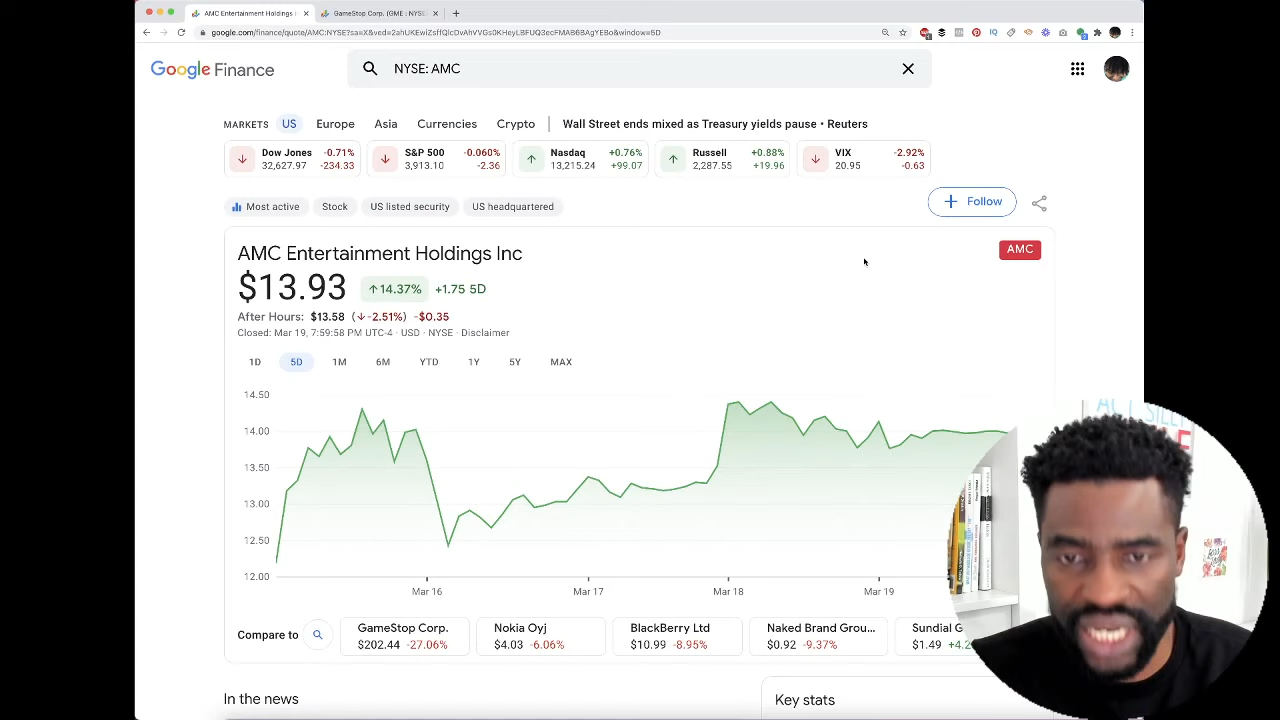 AMC Entertainment Holdings
GameStop Corp. (GME : NYSE
google.com/finance/quote/AMC:NYSE?sa=X&ved=2ahUKEwiZsffQlcDvAhVVGs0KHeyLBFUQ3ecFMAB6BAgYEBo&window=5D
Google Finance
NYSE: AMC
MARKETS US Europe Asia Currencies Crypto Wall Street ends mixed as Treasury yields pause • Reuters
Dow Jones -0.71% S&P 500 -0.060% Nasdaq +0.76% Russell +0.88% VIX -2.92%
32,627.97 -234.33 3,913.10 -2.36 13,215.24 +99.07 2,287.55 +19.96 20.95 -0.63
Most active Stock US listed security US headquartered
Follow
AMC Entertainment Holdings Inc
AMC
$13.93 ↑14.37% +1.75 5D
After Hours: $13.58 (↓-2.51%) -$0.35
Closed: Mar 19, 7:59:58 PM UTC-4 · USD · NYSE · Disclaimer
1D 5D 1M 6M YTD 1Y 5Y MAX
14.50
14.00
13.50
13.00
12.50
12.00
Mar 16 Mar 17 Mar 18 Mar 19
Compare to
GameStop Corp. Nokia Oyj BlackBerry Ltd Naked Brand Grou... Sundial G
$202.44 -27.06% $4.03 -6.06% $10.99 -8.95% $0.92 -9.37% $1.49
In the news
Key stats